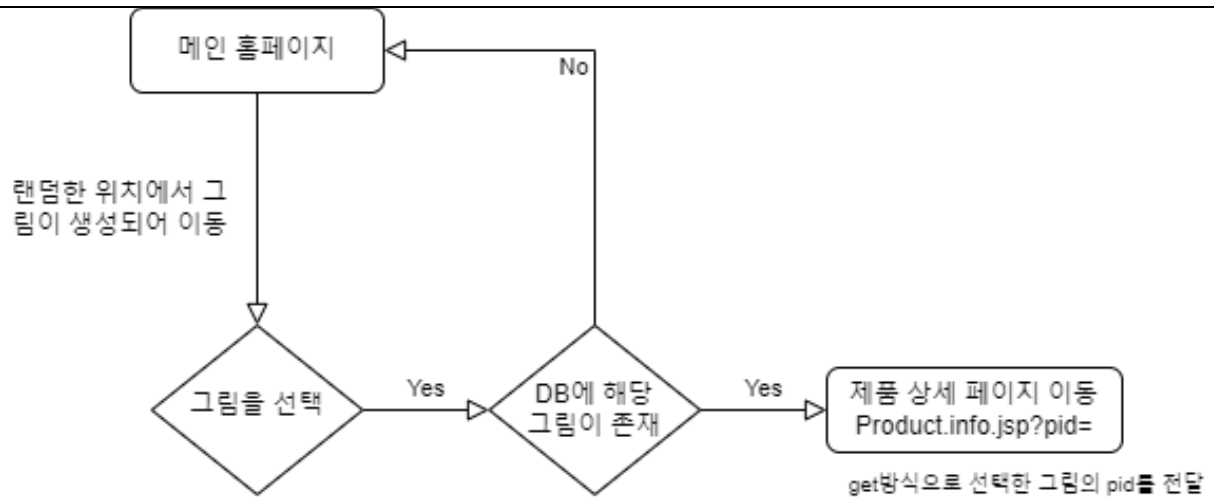 메인 홈페이지
No
랜덤한 위치에서 그
림이 생성되어 이동
그림을 선택
Yes
DB에 해당
그림이 존재
Yes
제품 상세 페이지 이동
Product.info.jsp?pid=
get방식으로 선택한 그림의 pid를 전달